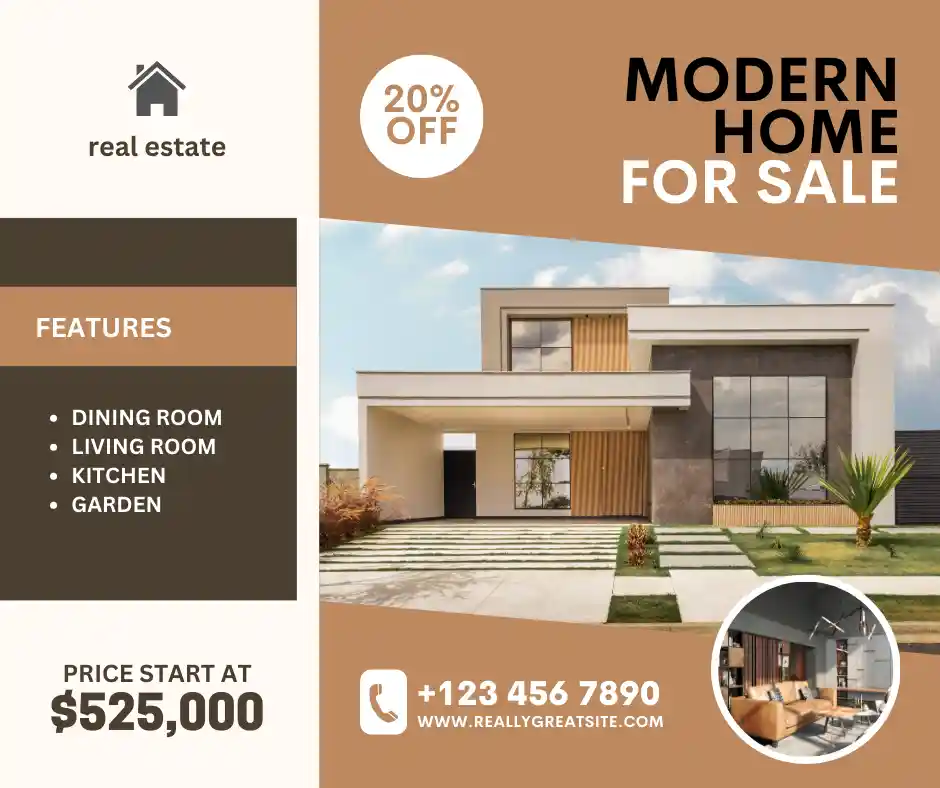 real estate
20%
OFF
MODERN
HOME
FOR SALE
FEATURES
• DINING ROOM
• LIVING ROOM
• KITCHEN
• GARDEN
PRICE START AT
$525,000
+123 456 7890
WWW.REALLYGREATSITE.COM